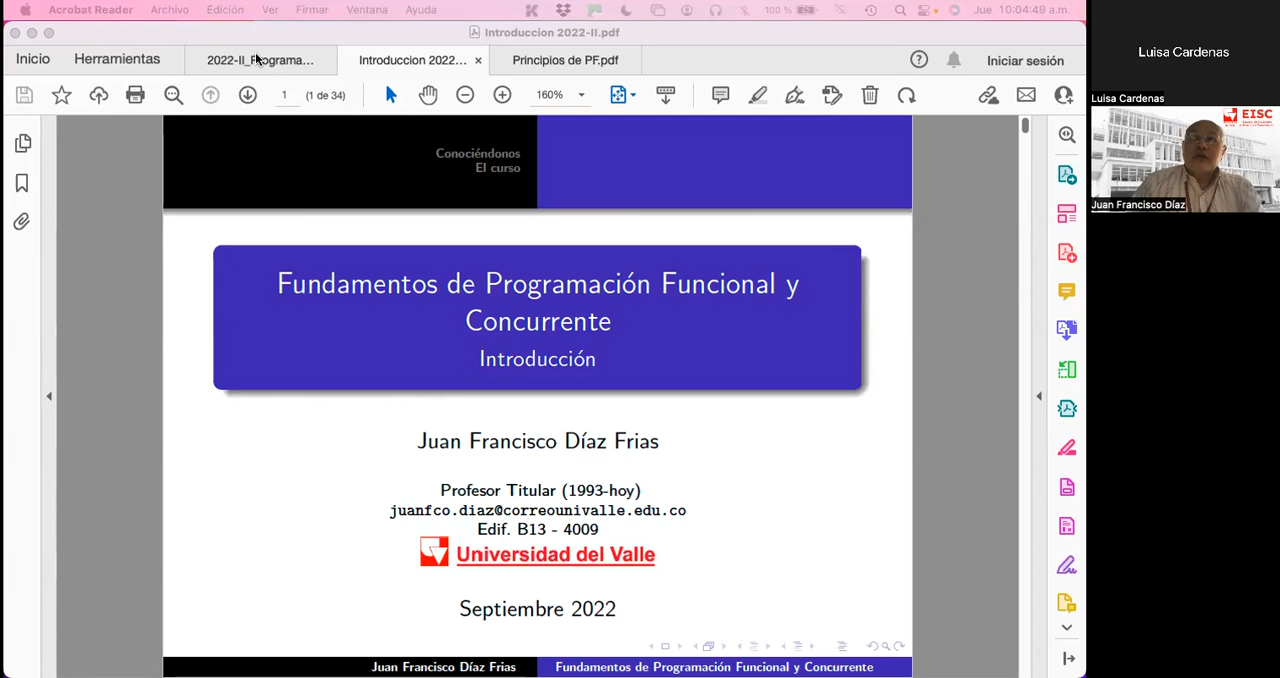 Acrobat Reader Archivo Edición Ver Firmar Ventana Ayuda 100 % Jue 10:04:49 a.m.
Introduccion 2022-II.pdf
Inicio Herramientas 2022-II_Programa... Introduccion 2022... × Principios de PF.pdf Iniciar sesión
1 (1 de 34) 160%
Conociéndonos
El curso
Fundamentos de Programación Funcional y
Concurrente
Introducción
Juan Francisco Díaz Frias
Profesor Titular (1993-hoy)
juanfco.diaz@correounivalle.edu.co
Edif. B13 - 4009
Universidad del Valle
Septiembre 2022
Juan Francisco Díaz Frias Fundamentos de Programación Funcional y Concurrente
Luisa Cardenas
Luisa Cardenas
EISC
Juan Francisco Díaz